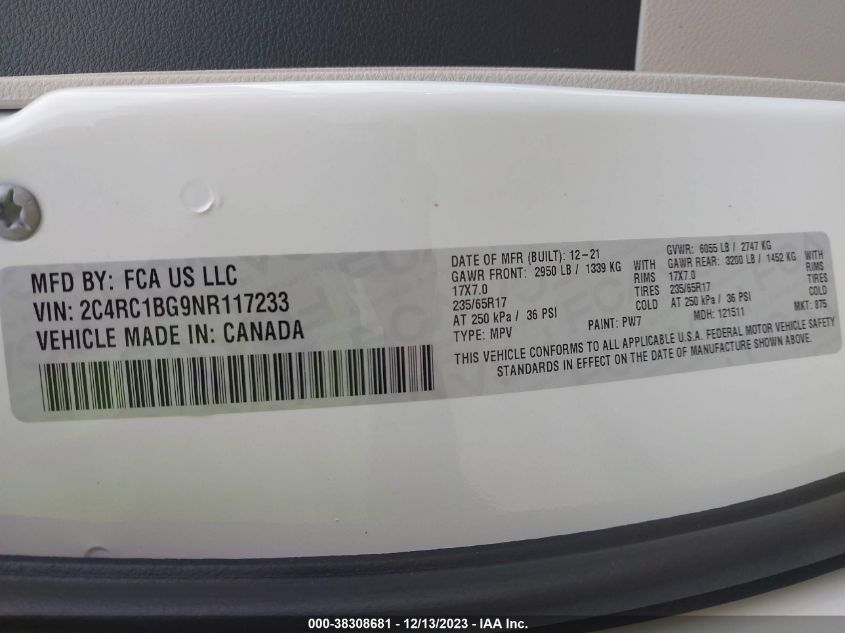 MFD BY: FCA US LLC
VIN: 2C4RC1BG9NR117233
VEHICLE MADE IN: CANADA
DATE OF MFR (BUILT): 12-21 GVWR: 6055 LB / 2747 KG
GAWR FRONT: 2950 LB / 1339 KG WITH GAWR REAR: 3200 LB / 1452 KG WITH
17X7.0 RIMS 17X7.0 RIMS
235/65R17 TIRES 235/65R17 TIRES
AT 250 kPa / 36 PSI COLD AT 250 kPa / 36 PSI COLD
TYPE: MPV PAINT: PW7 MDH: 121511 MKT: 875
THIS VEHICLE CONFORMS TO ALL APPLICABLE U.S.A. FEDERAL MOTOR VEHICLE SAFETY
STANDARDS IN EFFECT ON THE DATE OF MANUFACTURE SHOWN ABOVE.
000-38308681 - 12/13/2023 - IAA Inc.